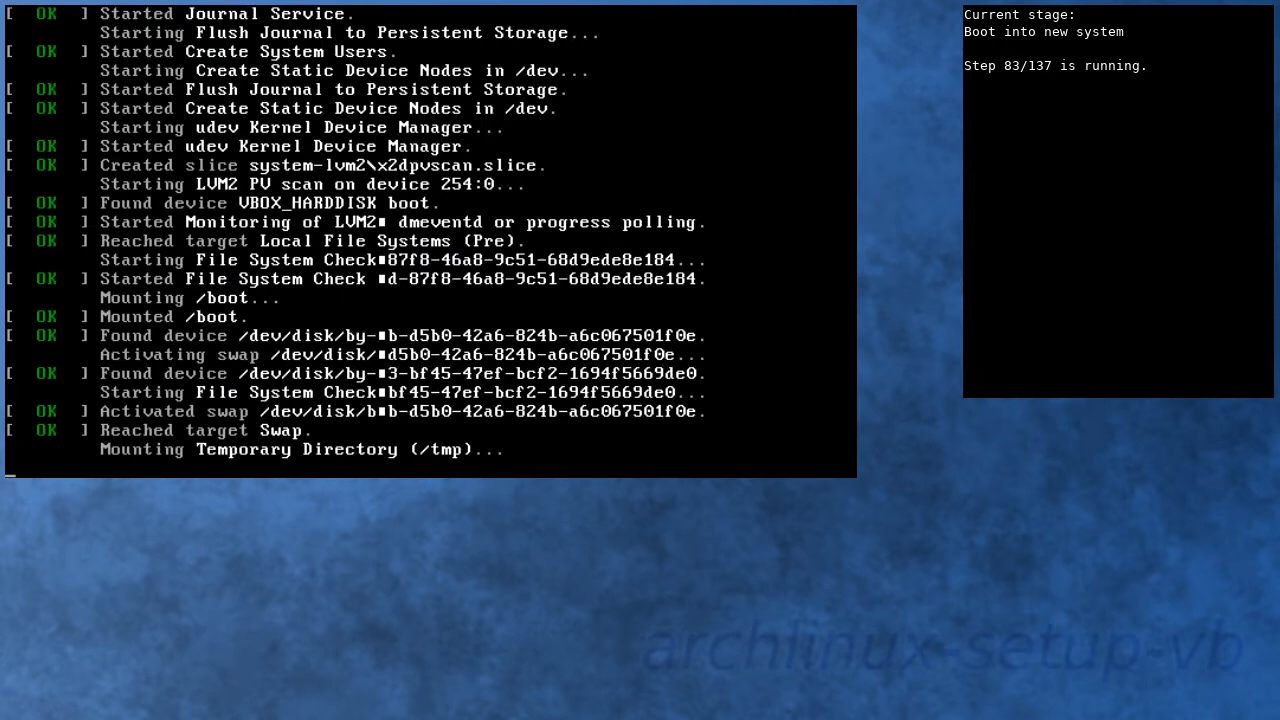 [  OK  ] Started Journal Service.
Starting Flush Journal to Persistent Storage...
[  OK  ] Started Create System Users.
Starting Create Static Device Nodes in /dev...
[  OK  ] Started Flush Journal to Persistent Storage.
[  OK  ] Started Create Static Device Nodes in /dev.
Starting udev Kernel Device Manager...
[  OK  ] Started udev Kernel Device Manager.
[  OK  ] Created slice system-lvm2\x2dpvscan.slice.
Starting LVM2 PV scan on device 254:0...
[  OK  ] Found device VBOX_HARDDISK boot.
[  OK  ] Started Monitoring of LVM2▮ dmeventd or progress polling.
[  OK  ] Reached target Local File Systems (Pre).
Starting File System Check▮87f8-46a8-9c51-68d9ede8e184...
[  OK  ] Started File System Check ▮d-87f8-46a8-9c51-68d9ede8e184.
Mounting /boot...
[  OK  ] Mounted /boot.
[  OK  ] Found device /dev/disk/by-▮b-d5b0-42a6-824b-a6c067501f0e.
Activating swap /dev/disk/▮d5b0-42a6-824b-a6c067501f0e...
[  OK  ] Found device /dev/disk/by-▮3-bf45-47ef-bcf2-1694f5669de0.
Starting File System Check▮bf45-47ef-bcf2-1694f5669de0...
[  OK  ] Activated swap /dev/disk/b▮b-d5b0-42a6-824b-a6c067501f0e.
[  OK  ] Reached target Swap.
Mounting Temporary Directory (/tmp)...
Current stage:
Boot into new system
Step 83/137 is running.
archlinux-setup-vb